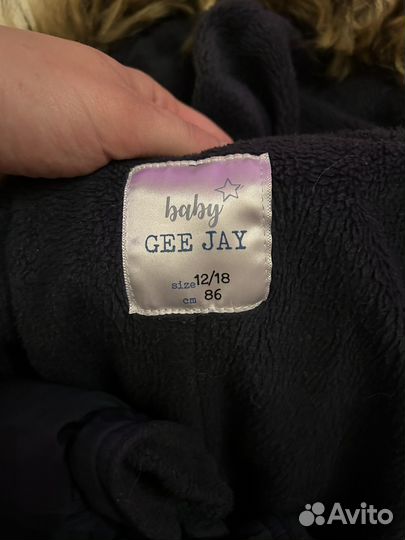 baby
GEE JAY
size 12/18
cm 86
Avito